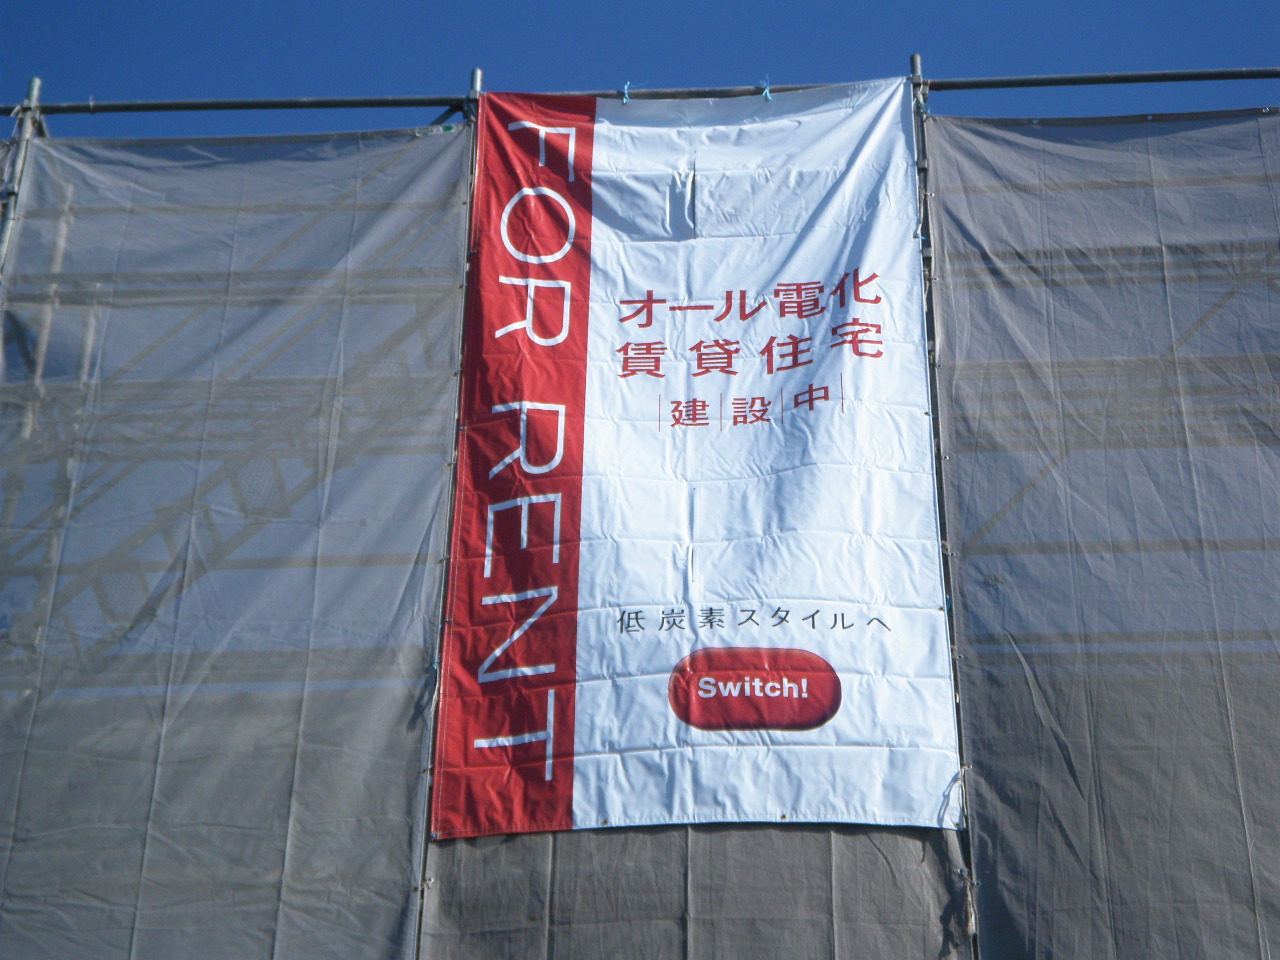 FOR RENT
オール電化
賃貸住宅
建設中
低炭素スタイルへ
Switch!